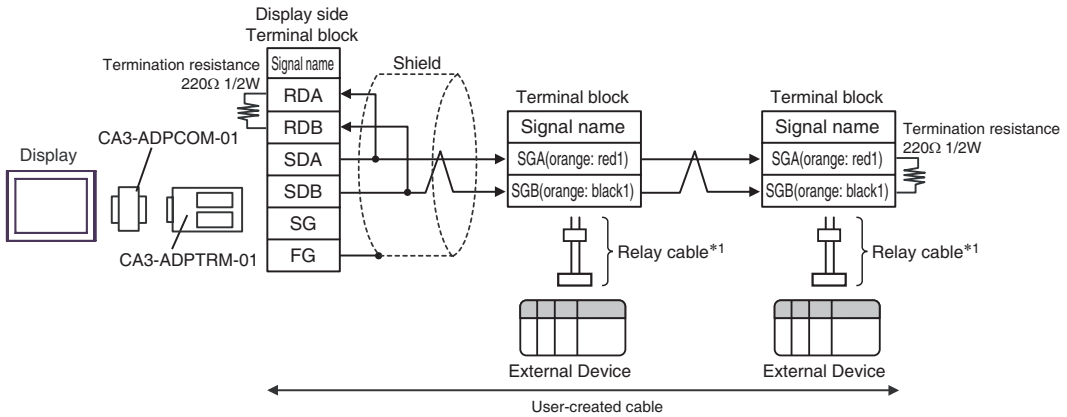 Display side
Terminal block
Termination resistance
220Ω 1/2W
Signal name
RDA
RDB
SDA
SDB
SG
FG
Shield
CA3-ADPCOM-01
Display
CA3-ADPTRM-01
Terminal block
Signal name
SGA(orange: red1)
SGB(orange: black1)
Relay cable*1
External Device
Terminal block
Signal name
SGA(orange: red1)
SGB(orange: black1)
Termination resistance
220Ω 1/2W
Relay cable*1
External Device
User-created cable